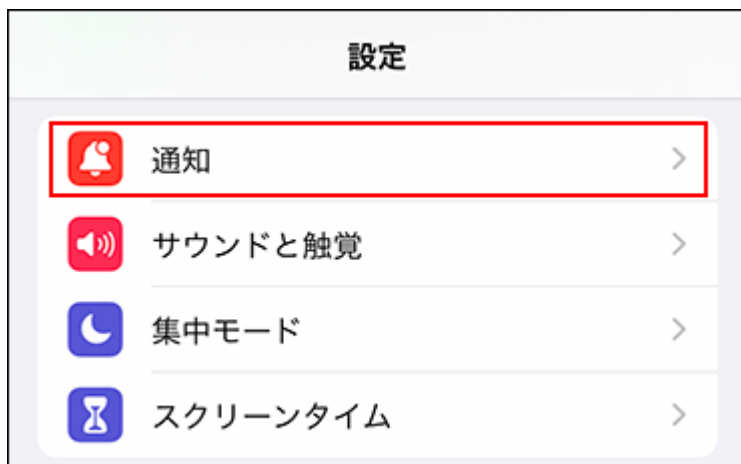 設定
通知
サウンドと触覚
集中モード
スクリーンタイム